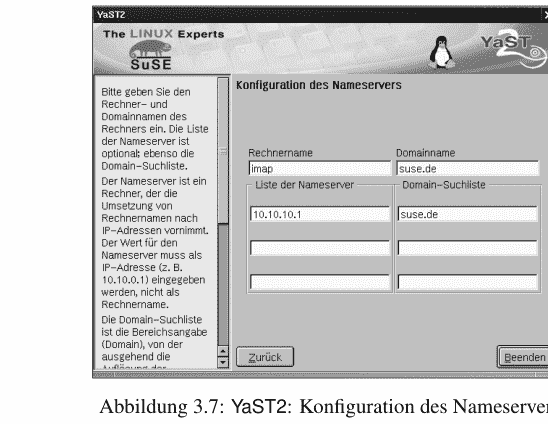 YaST2
The LINUX Experts
SuSE
YaST
2
Bitte geben Sie den
Rechner- und
Domainnamen des
Rechners ein. Die Liste
der Nameserver ist
optional; ebenso die
Domain-Suchliste.
Der Nameserver ist ein
Rechner, der die
Umsetzung von
Rechnernamen nach
IP-Adressen vornimmt.
Der Wert für den
Nameserver muss als
IP-Adresse (z. B.
10.10.0.1) eingegeben
werden, nicht als
Rechnername.
Die Domain-Suchliste
ist die Bereichsangabe
(Domain), von der
ausgehend die
Konfiguration des Nameservers
Rechnername
Domainname
imap
suse.de
Liste der Nameserver
Domain-Suchliste
10.10.10.1
suse.de
Zurück
Beenden
Abbildung 3.7: YaST2: Konfiguration des Nameserver